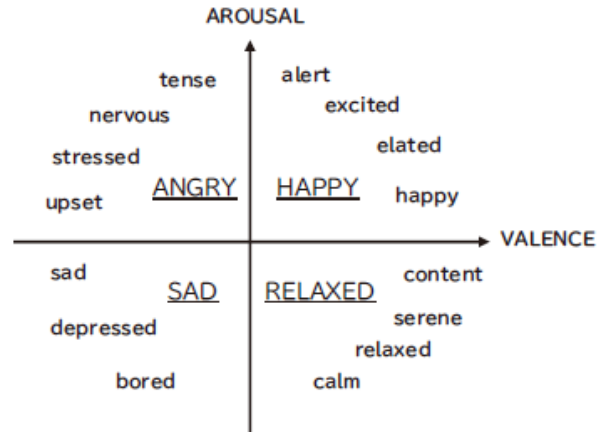 AROUSAL
tense
alert
nervous
excited
stressed
elated
upset
ANGRY
HAPPY
happy
VALENCE
sad
SAD
RELAXED
content
depressed
serene
relaxed
bored
calm